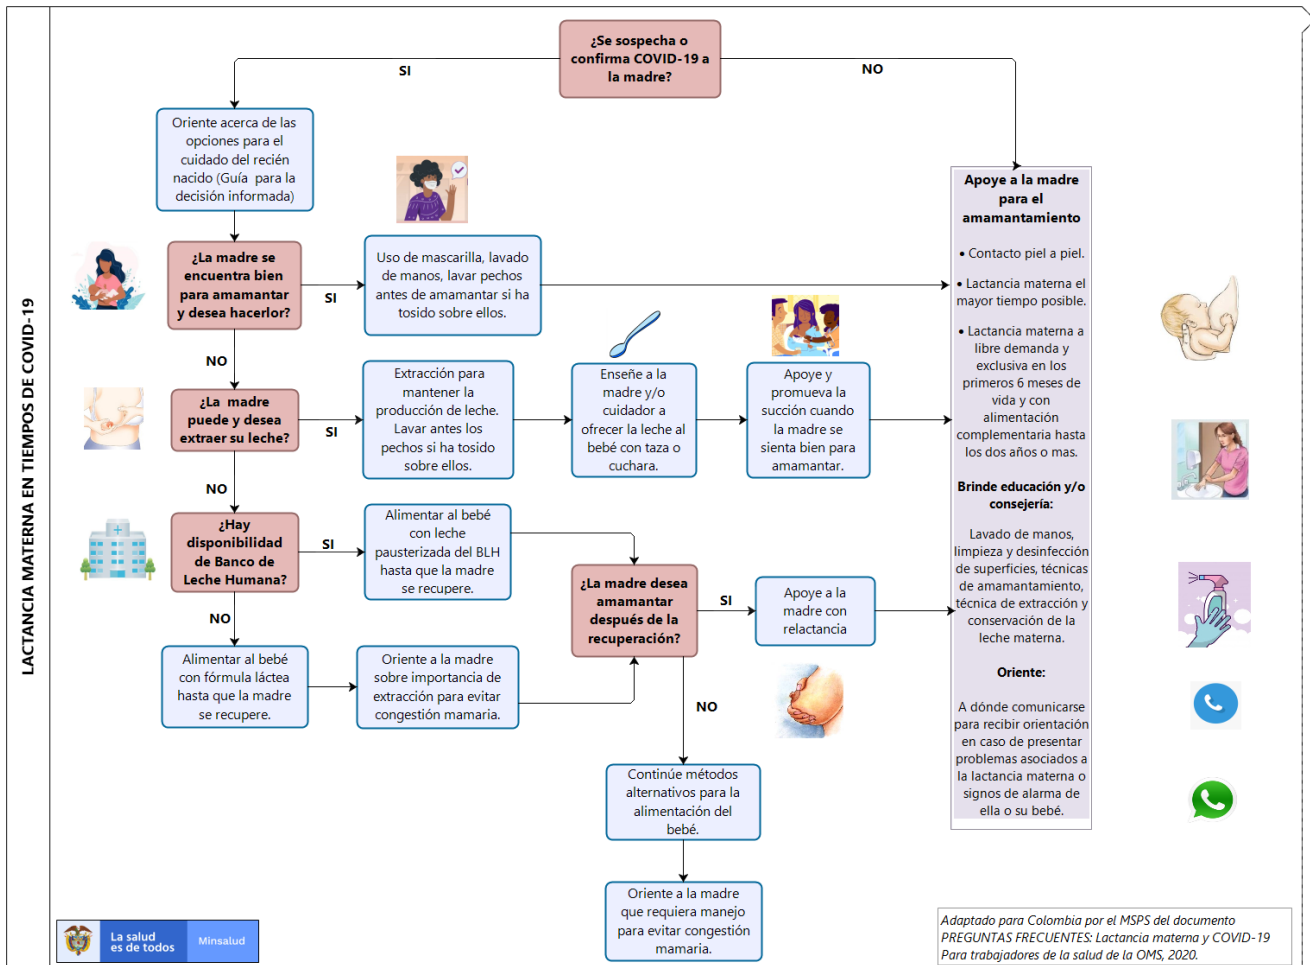 LACTANCIA MATERNA EN TIEMPOS DE COVID-19
¿Se sospecha o
confirma COVID-19 a
la madre?
SI
NO
Oriente acerca de las
opciones para el
cuidado del recién
nacido (Guía para la
decisión informada)
¿La madre se
encuentra bien
para amamantar
y desea hacerlor?
SI
Uso de mascarilla, lavado
de manos, lavar pechos
antes de amamantar si ha
tosido sobre ellos.
NO
¿La madre
puede y desea
extraer su leche?
SI
Extracción para
mantener la
producción de leche.
Lavar antes los
pechos si ha tosido
sobre ellos.
Enseñe a la
madre y/o
cuidador a
ofrecer la leche al
bebé con taza o
cuchara.
Apoye y
promueva la
succión cuando
la madre se
sienta bien para
amamantar.
NO
¿Hay
disponibilidad
de Banco de
Leche Humana?
SI
Alimentar al bebé
con leche
pausterizada del BLH
hasta que la madre
se recupere.
NO
Alimentar al bebé
con fórmula láctea
hasta que la madre
se recupere.
Oriente a la madre
sobre importancia de
extracción para evitar
congestión mamaria.
¿La madre desea
amamantar
después de la
recuperación?
SI
Apoye a la
madre con
relactancia
NO
Continúe métodos
alternativos para la
alimentación del
bebé.
Oriente a la madre
que requiera manejo
para evitar congestión
mamaria.
Apoye a la madre
para el
amamantamiento
• Contacto piel a piel.
• Lactancia materna el
mayor tiempo posible.
• Lactancia materna a
libre demanda y
exclusiva en los
primeros 6 meses de
vida y con
alimentación
complementaria hasta
los dos años o mas.
Brinde educación y/o
consejería:
Lavado de manos,
limpieza y desinfección
de superficies, técnicas
de amamantamiento,
técnica de extracción y
conservación de la
leche materna.
Oriente:
A dónde comunicarse
para recibir orientación
en caso de presentar
problemas asociados a
la lactancia materna o
signos de alarma de
ella o su bebé.
La salud
es de todos
Minsalud
Adaptado para Colombia por el MSPS del documento
PREGUNTAS FRECUENTES: Lactancia materna y COVID-19
Para trabajadores de la salud de la OMS, 2020.